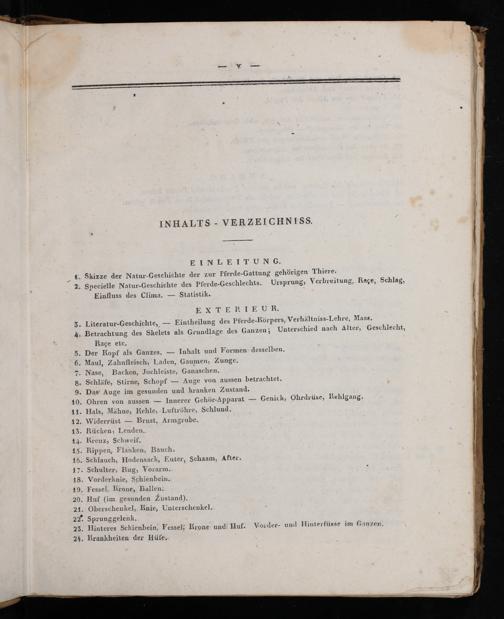 — V —
INHALTS-VERZEICHNISS.
EINLEITUNG.
1. Skizze der Natur-Geschichte der zur Pferde-Gattung gehörigen Thiere.
2. Specielle Natur-Geschichte des Pferde-Geschlechts. Ursprung, Verbreitung, Raçe, Schlag,
Einfluss des Clima. — Statistik.
EXTERIEUR.
3. Literatur-Geschichte, — Eintheilung des Pferde-Körpers, Verhältniss-Lehre, Mass.
4. Betrachtung des Skelets als Grundlage des Ganzen; Unterschied nach Alter, Geschlecht,
Raçe etc.
5. Der Kopf als Ganzes. — Inhalt und Formen desselben.
6. Maul, Zahnfleisch, Laden, Gaumen, Zunge.
7. Nase, Backen, Jochleiste, Ganaschen.
8. Schläfe, Stirne, Schopf — Auge von aussen betrachtet.
9. Das Auge im gesunden und kranken Zustand.
10. Ohren von aussen — Innerer Gehör-Apparat — Genick, Ohrdrüse, Kehlgang.
11. Hals, Mähne, Kehle, Luftröhre, Schlund.
12. Widerrüst — Brust, Armgrube.
13. Rücken, Lenden.
14. Kreuz, Schweif.
15. Rippen, Flanken, Bauch.
16. Schlauch, Hodensack, Euter, Schaam, After.
17. Schulter, Bug, Vorarm.
18. Vorderknie, Schienbein.
19. Fessel, Krone, Ballen.
20. Huf (im gesunden Zustand).
21. Oberschenkel, Knie, Unterschenkel.
22. Sprunggelenk.
23. Hinteres Schienbein, Fessel, Krone und Huf. Vorder- und Hinterfüsse im Ganzen.
24. Krankheiten der Hüfe.